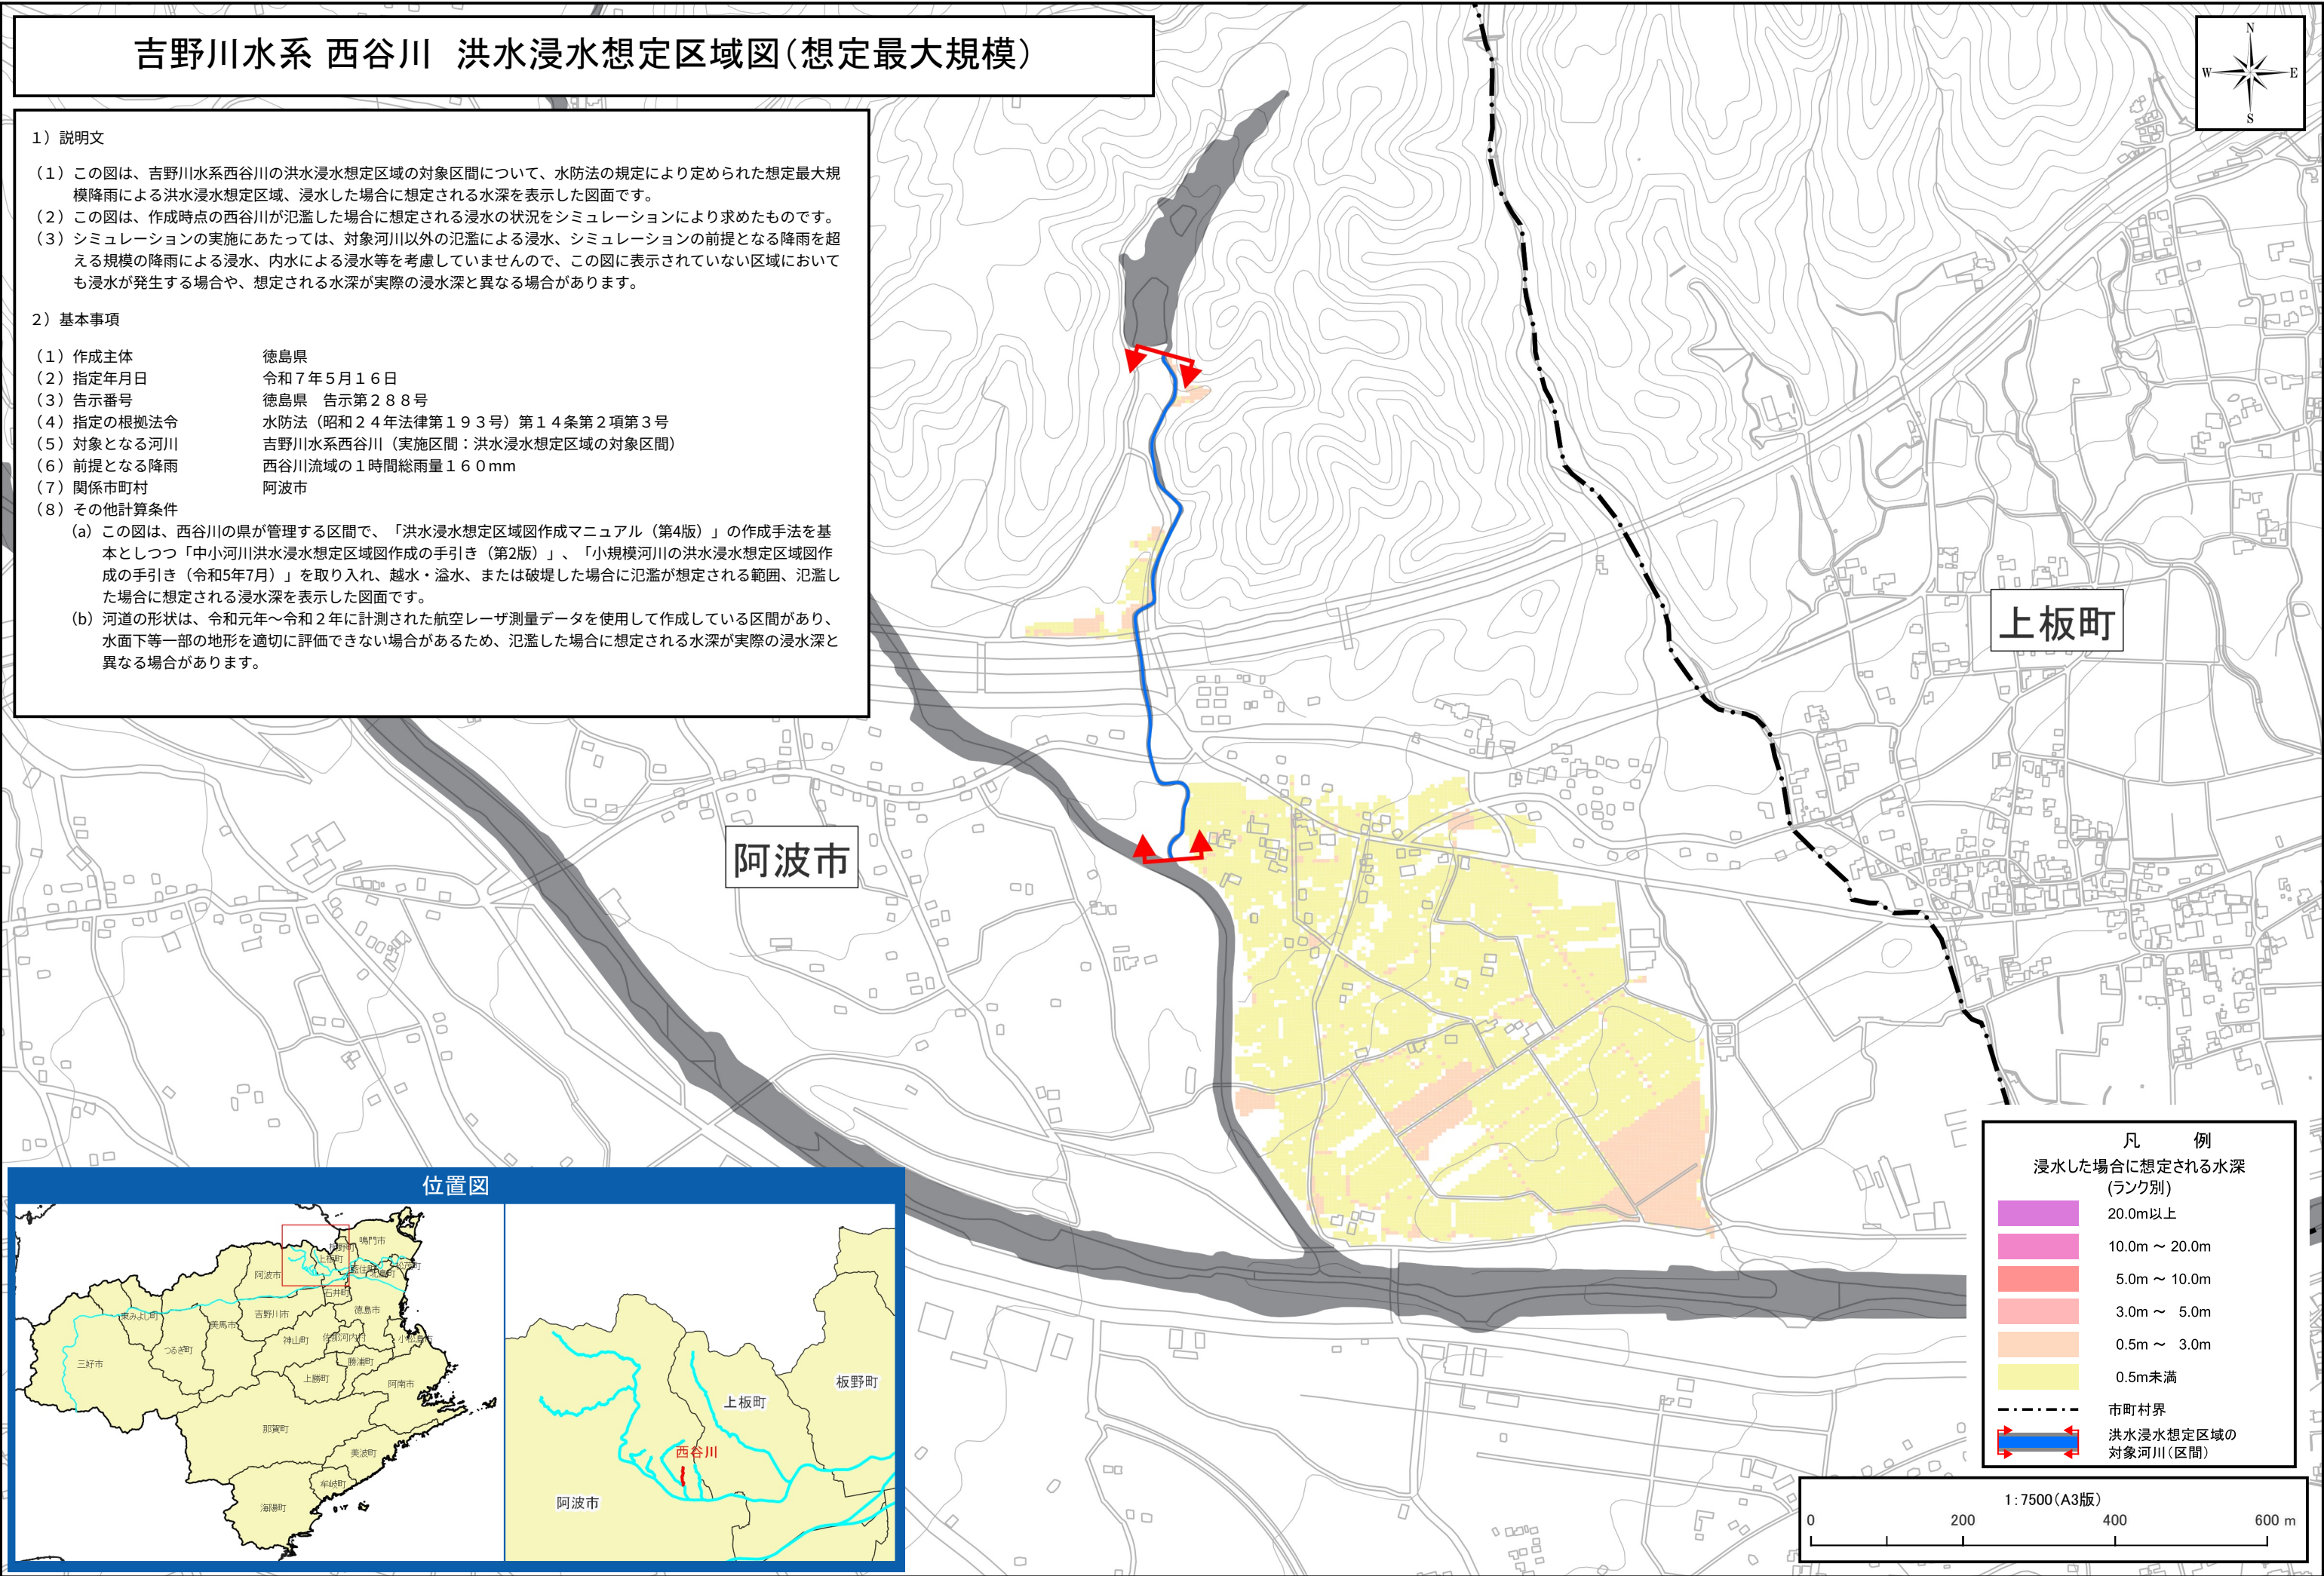 吉野川水系 西谷川　洪水浸水想定区域図（想定最大規模）
N
W
E
S
１）説明文
（１）この図は、吉野川水系西谷川の洪水浸水想定区域の対象区間について、水防法の規定により定められた想定最大規
模降雨による洪水浸水想定区域、浸水した場合に想定される水深を表示した図面です。
（２）この図は、作成時点の西谷川が氾濫した場合に想定される浸水の状況をシミュレーションにより求めたものです。
（３）シミュレーションの実施にあたっては、対象河川以外の氾濫による浸水、シミュレーションの前提となる降雨を超
える規模の降雨による浸水、内水による浸水等を考慮していませんので、この図に表示されていない区域において
も浸水が発生する場合や、想定される水深が実際の浸水深と異なる場合があります。
２）基本事項
（１）作成主体　徳島県
（２）指定年月日　令和７年５月１６日
（３）告示番号　徳島県　告示第２８８号
（４）指定の根拠法令　水防法（昭和２４年法律第１９３号）第１４条第２項第３号
（５）対象となる河川　吉野川水系西谷川（実施区間：洪水浸水想定区域の対象区間）
（６）前提となる降雨　西谷川流域の１時間総雨量１６０mm
（７）関係市町村　阿波市
（８）その他計算条件
（a）この図は、西谷川の県が管理する区間で、「洪水浸水想定区域図作成マニュアル（第4版）」の作成手法を基
本としつつ「中小河川洪水浸水想定区域図作成の手引き（第2版）」、「小規模河川の洪水浸水想定区域図作
成の手引き（令和5年7月）」を取り入れ、越水・溢水、または破堤した場合に氾濫が想定される範囲、氾濫し
た場合に想定される浸水深を表示した図面です。
（b）河道の形状は、令和元年～令和２年に計測された航空レーザ測量データを使用して作成している区間があり、
水面下等一部の地形を適切に評価できない場合があるため、氾濫した場合に想定される水深が実際の浸水深と
異なる場合があります。
上板町
阿波市
位置図
鳴門市
板野町
上板町
松茂町
阿波市
石井町
徳島市
吉野川市
東みよし町
美馬市
神山町
佐那河内村
小松島市
つるぎ町
三好市
勝浦町
上勝町
阿南市
那賀町
美波町
牟岐町
海陽町
板野町
上板町
西谷川
阿波市
凡　例
浸水した場合に想定される水深
(ランク別)
20.0m以上
10.0m ～ 20.0m
5.0m ～ 10.0m
3.0m ～ 5.0m
0.5m ～ 3.0m
0.5m未満
市町村界
洪水浸水想定区域の
対象河川（区間）
1：7500（A3版）
0 200 400 600 m